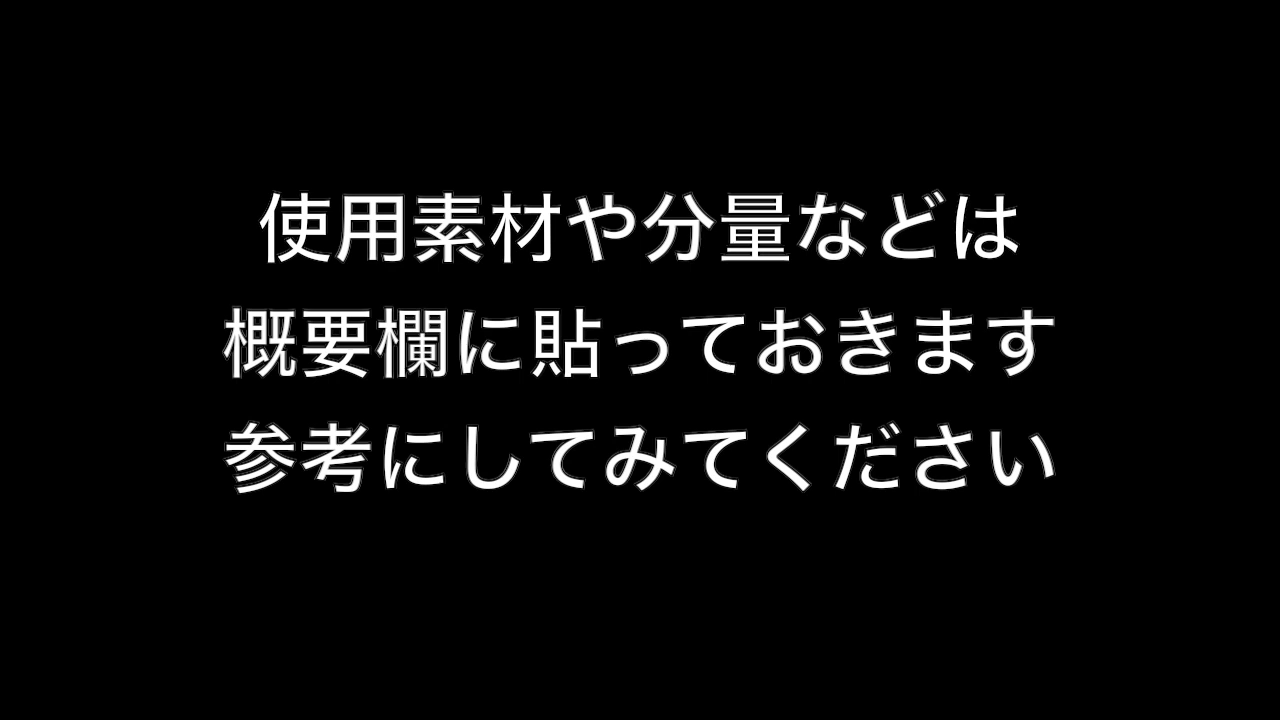 使用素材や分量などは
概要欄に貼っておきます
参考にしてみてください